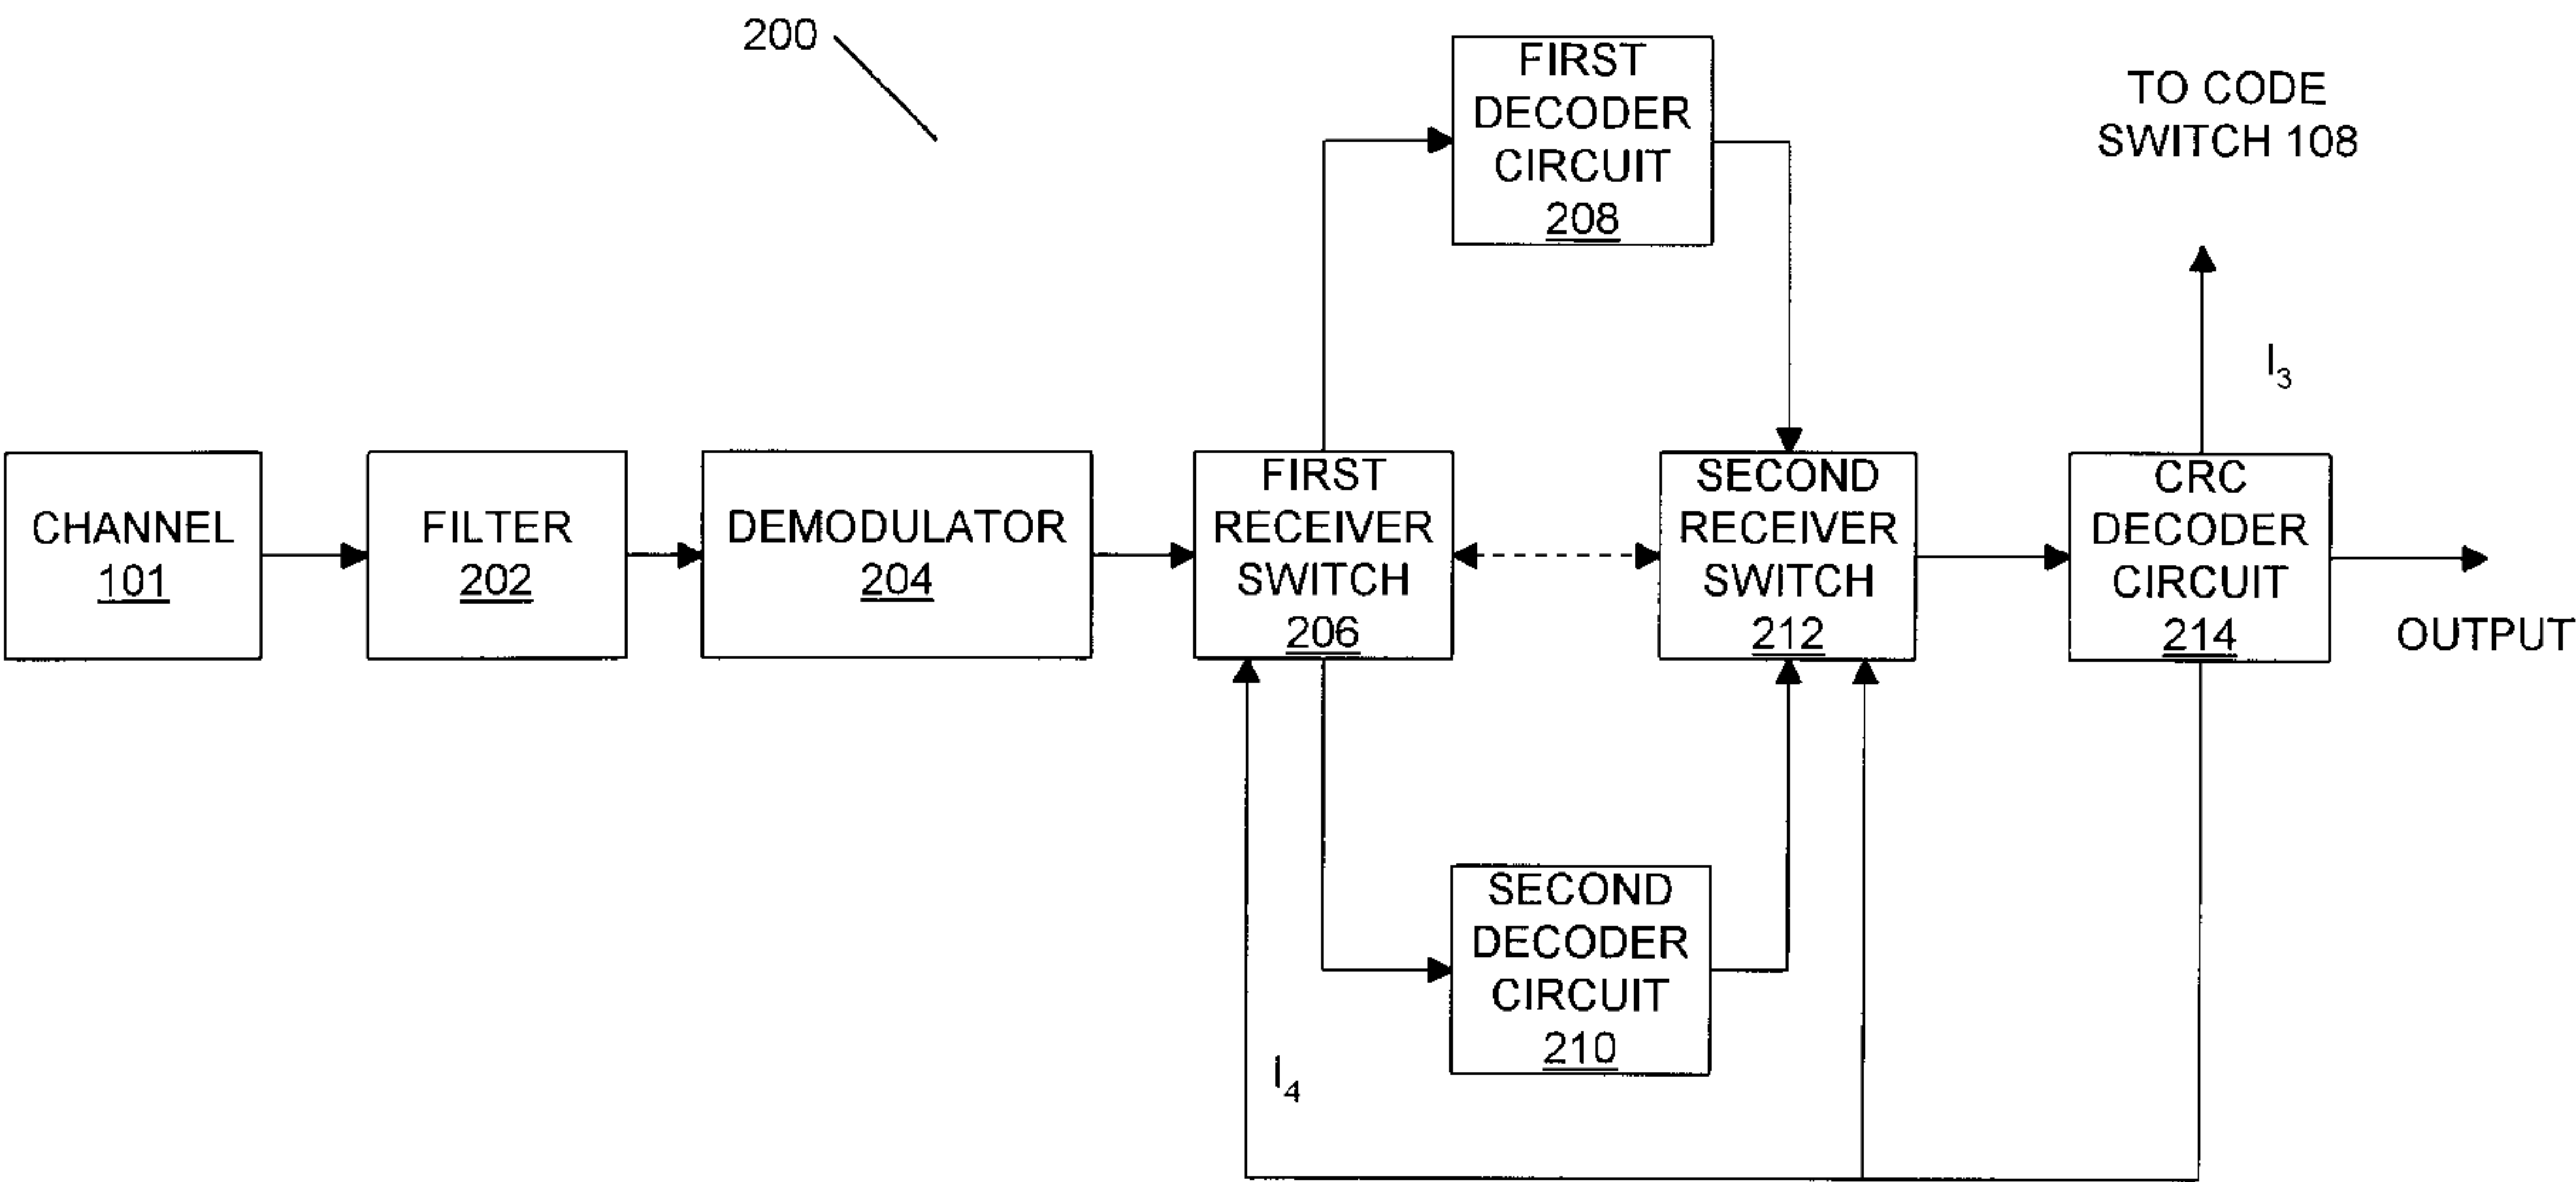 200
FIRST
DECODER
CIRCUIT
208
TO CODE
SWITCH 108
I3
CHANNEL
101
FILTER
202
DEMODULATOR
204
FIRST
RECEIVER
SWITCH
206
SECOND
RECEIVER
SWITCH
212
CRC
DECODER
CIRCUIT
214
OUTPUT
SECOND
DECODER
CIRCUIT
210
I4